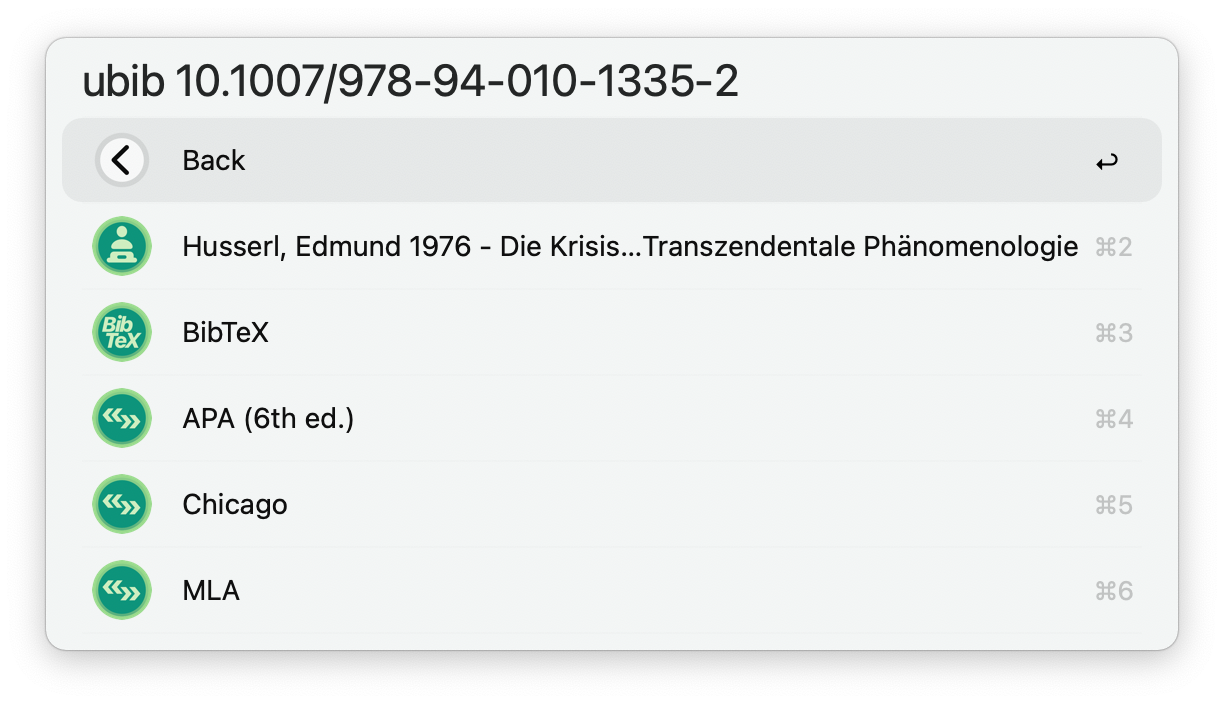 ubib 10.1007/978-94-010-1335-2
Back ↩
Husserl, Edmund 1976 - Die Krisis...Transzendentale Phänomenologie ⌘2
Bib TeX BibTeX ⌘3
APA (6th ed.) ⌘4
Chicago ⌘5
MLA ⌘6